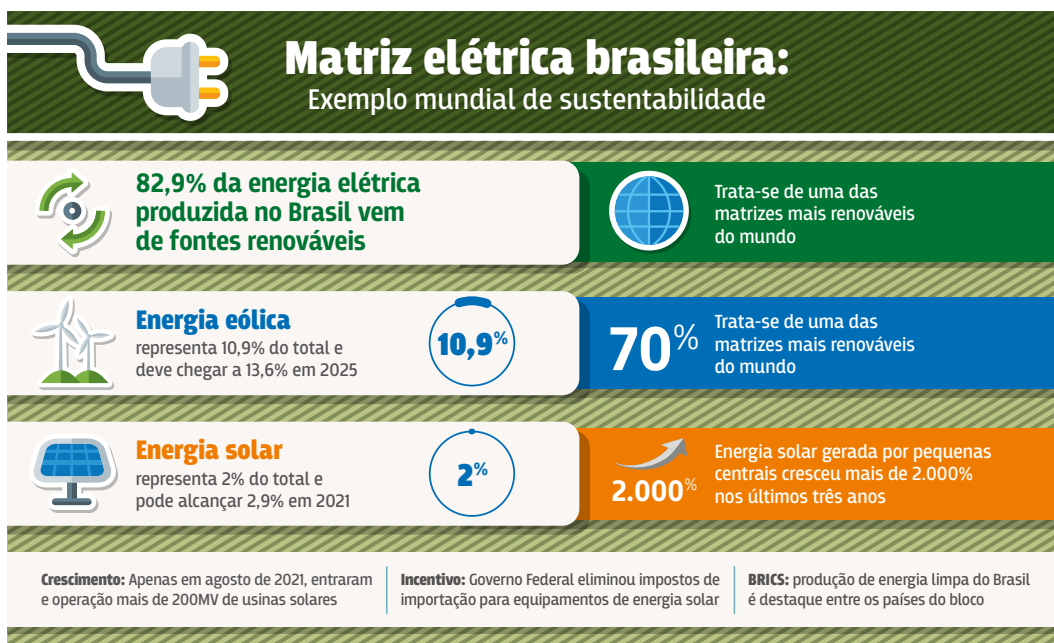 Matriz elétrica brasileira:
Exemplo mundial de sustentabilidade
82,9% da energia elétrica
produzida no Brasil vem
de fontes renováveis
Trata-se de uma das
matrizes mais renováveis
do mundo
Energia eólica
representa 10,9% do total e
deve chegar a 13,6% em 2025
10,9%
70%
Trata-se de uma das
matrizes mais renováveis
do mundo
Energia solar
representa 2% do total e
pode alcançar 2,9% em 2021
2%
2.000%
Energia solar gerada por pequenas
centrais cresceu mais de 2.000%
nos últimos três anos
Crescimento: Apenas em agosto de 2021, entraram
e operação mais de 200MV de usinas solares
Incentivo: Governo Federal eliminou impostos de
importação para equipamentos de energia solar
BRICS: produção de energia limpa do Brasil
é destaque entre os países do bloco